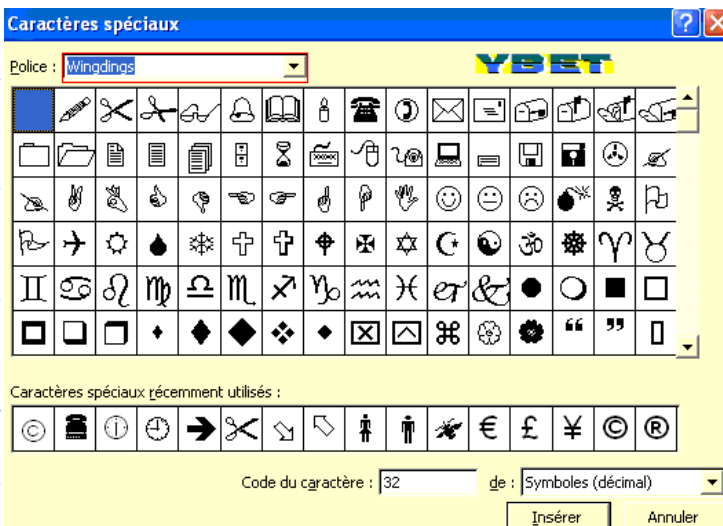 Caractères spéciaux
Police : Wingdings
YBET
Caractères spéciaux récemment utilisés :
© € £ ¥ © ®
Code du caractère : 32 de : Symboles (décimal)
Insérer Annuler